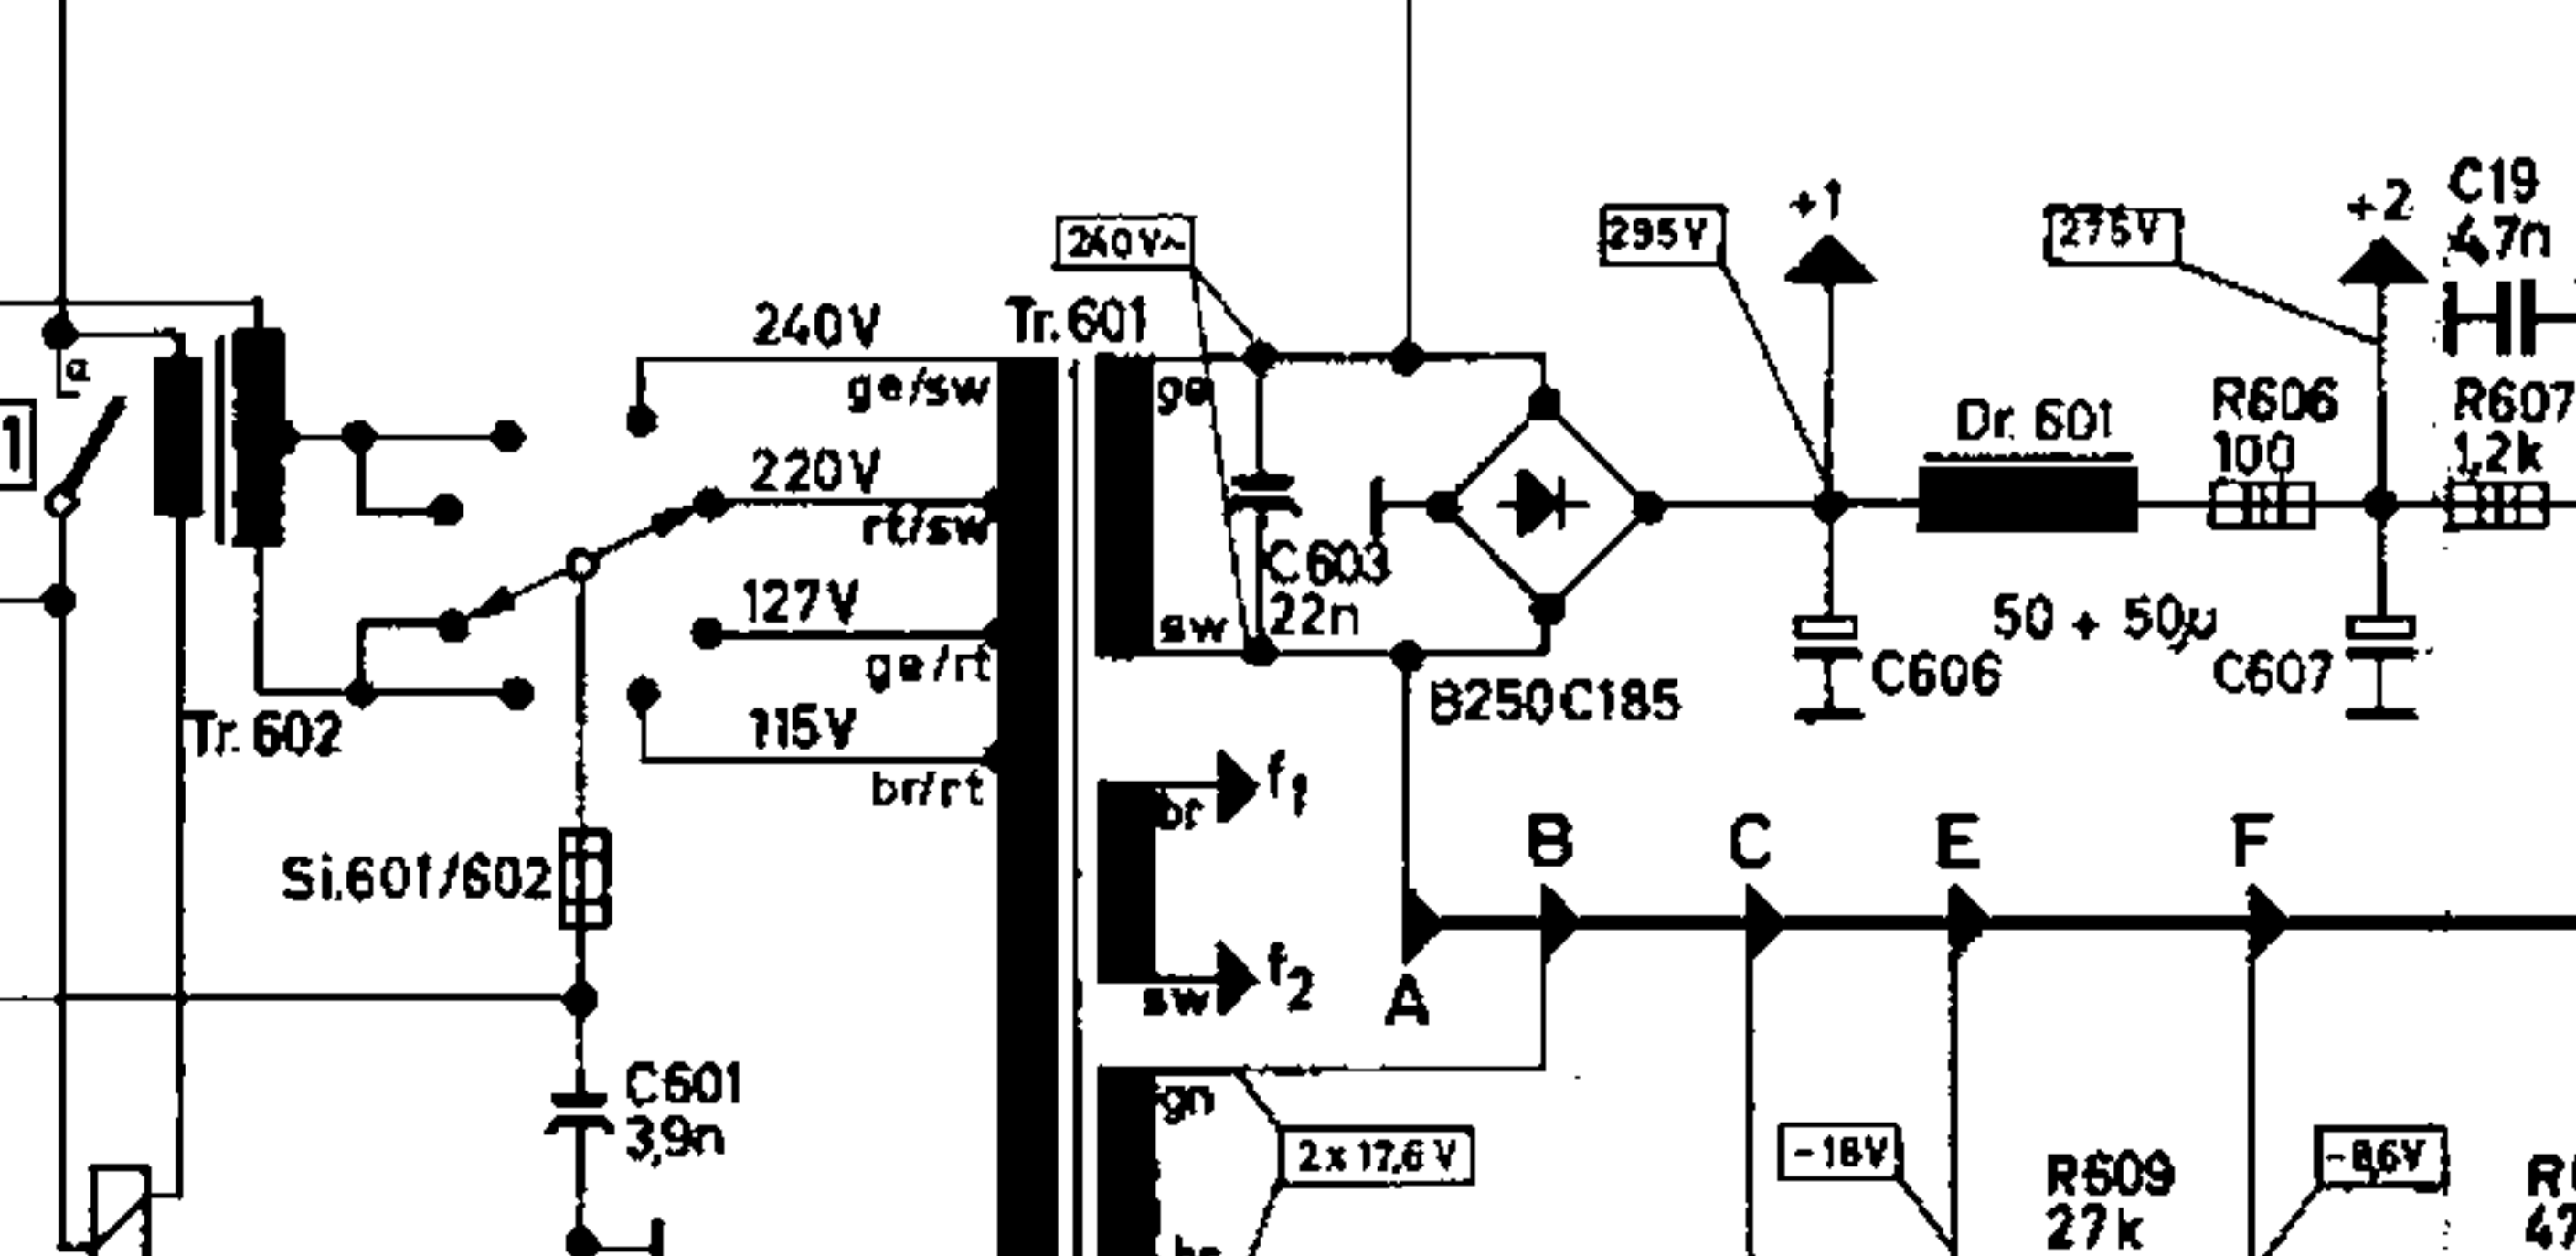 +1
+2
C19
4,7n
240V~
295V
275V
240V
Tr.601
a
1
ge/sw
ge
Dr. 601
R606
100
R607
1,2k
220V
rt/sw
C603
22n
127V
sw
50 + 50µ
ge/rt
C606
C607
B250C185
Tr. 602
115V
br/rt
f1
br
Si.601/602
B
C
E
F
f2
sw
A
C601
3,9n
gn
2 x 17,6 V
-18V
-8,6V
R609
27k